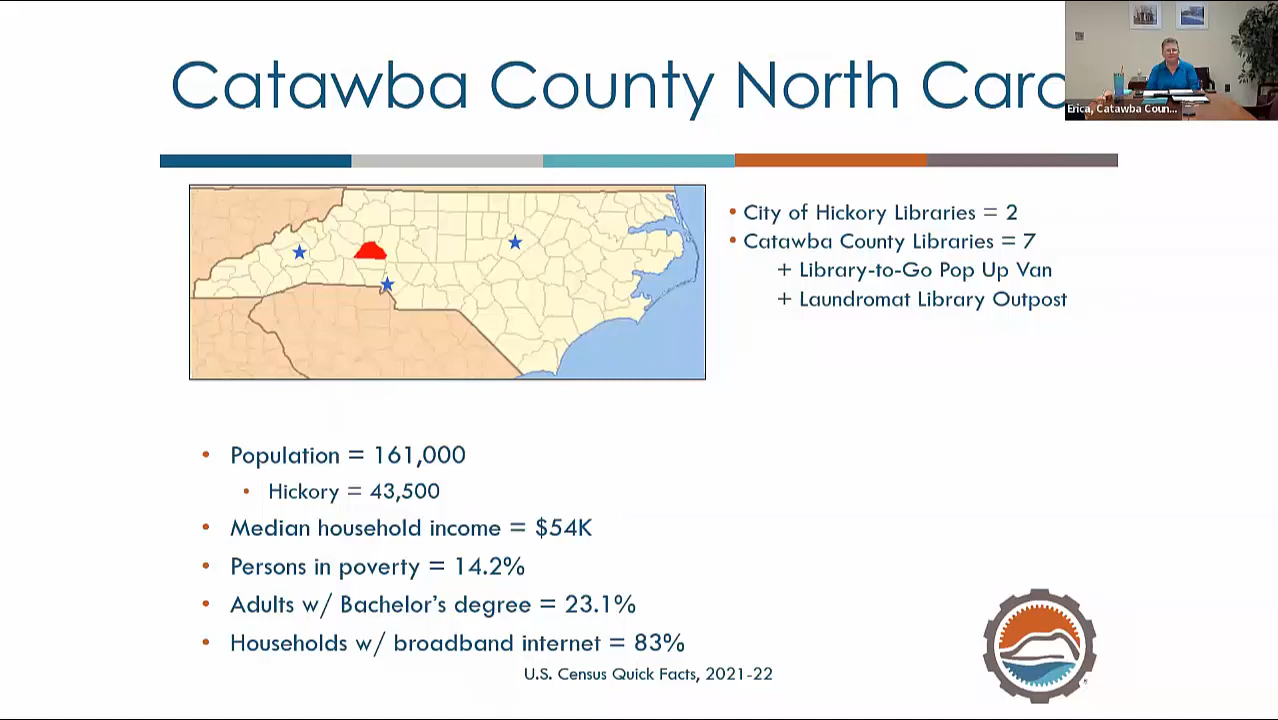 Catawba County North Caro
Erica, Catawba Coun...
• City of Hickory Libraries = 2
• Catawba County Libraries = 7
+ Library-to-Go Pop Up Van
+ Laundromat Library Outpost
• Population = 161,000
• Hickory = 43,500
• Median household income = $54K
• Persons in poverty = 14.2%
• Adults w/ Bachelor's degree = 23.1%
• Households w/ broadband internet = 83%
U.S. Census Quick Facts, 2021-22